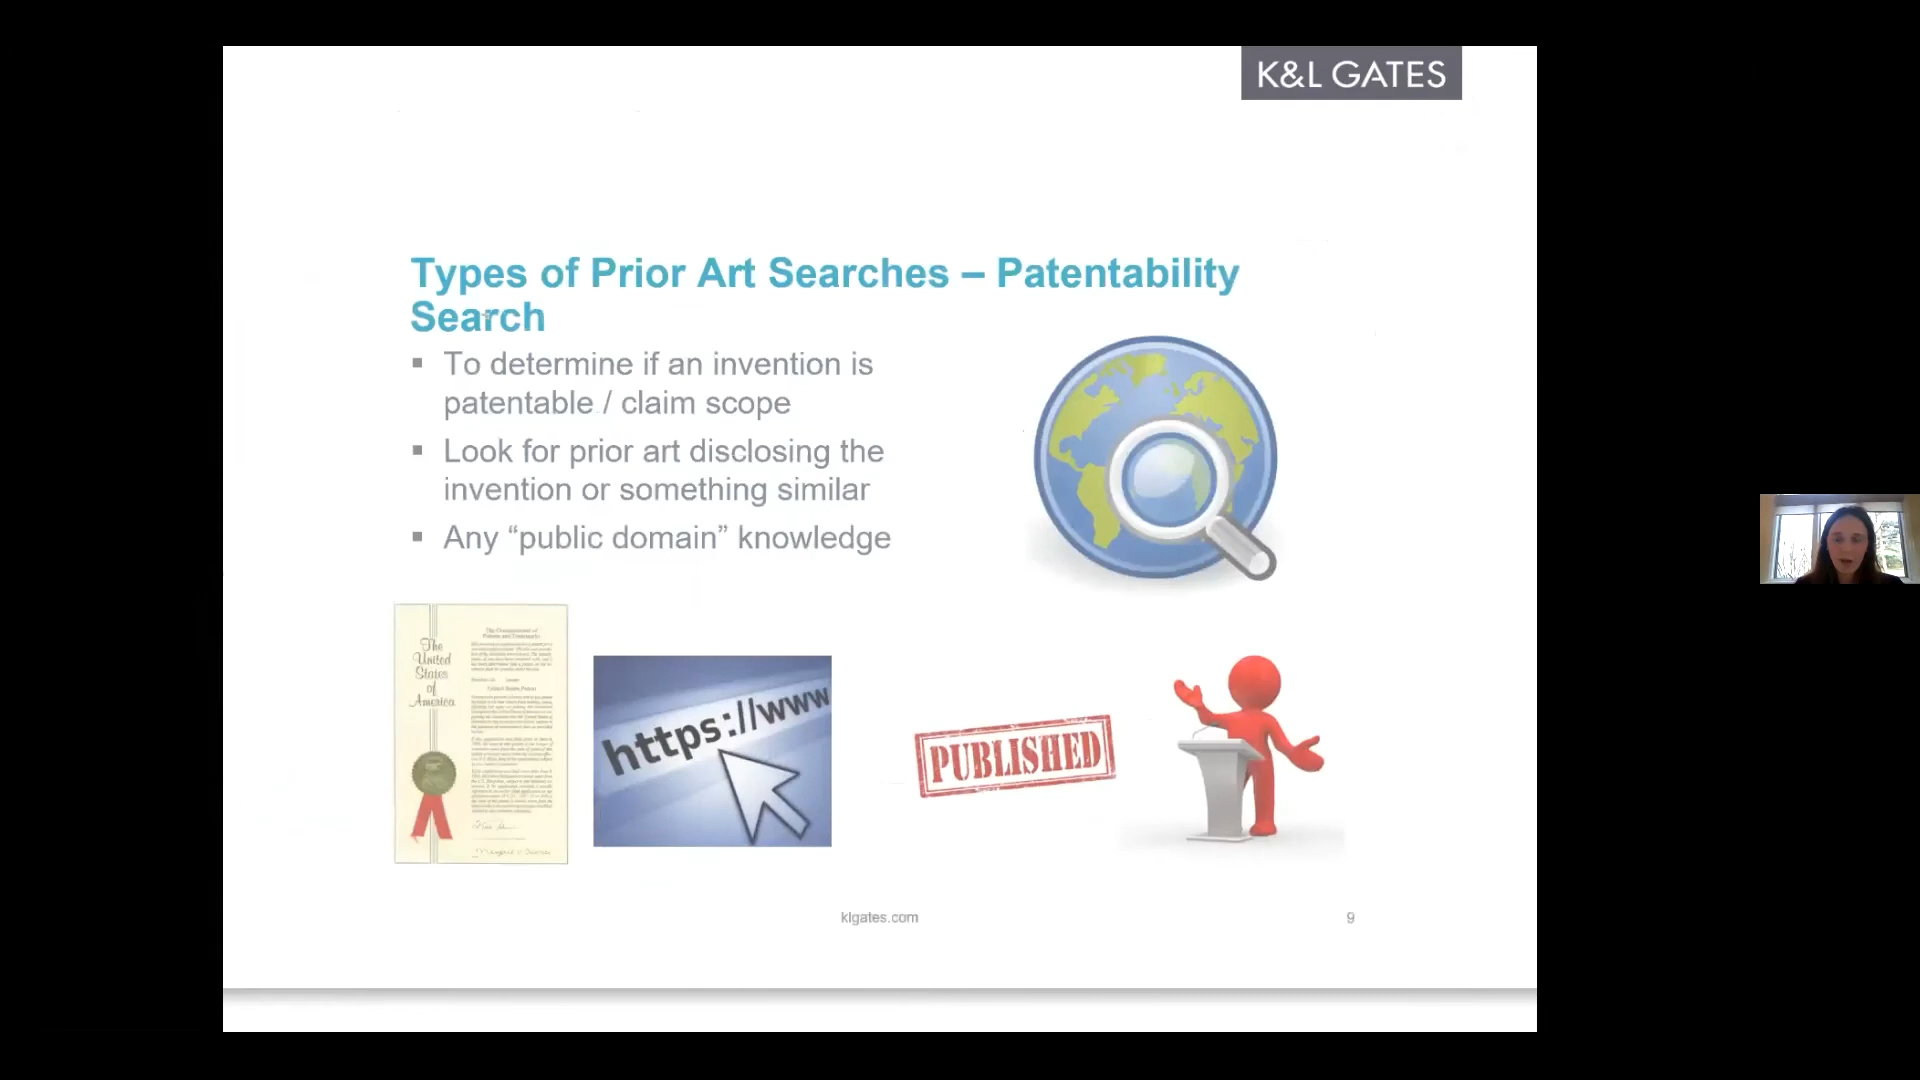 K&L GATES
Types of Prior Art Searches – Patentability
Search
▪ To determine if an invention is
patentable / claim scope
▪ Look for prior art disclosing the
invention or something similar
▪ Any “public domain” knowledge
The
United
States
of
America
https://www
PUBLISHED
klgates.com
9